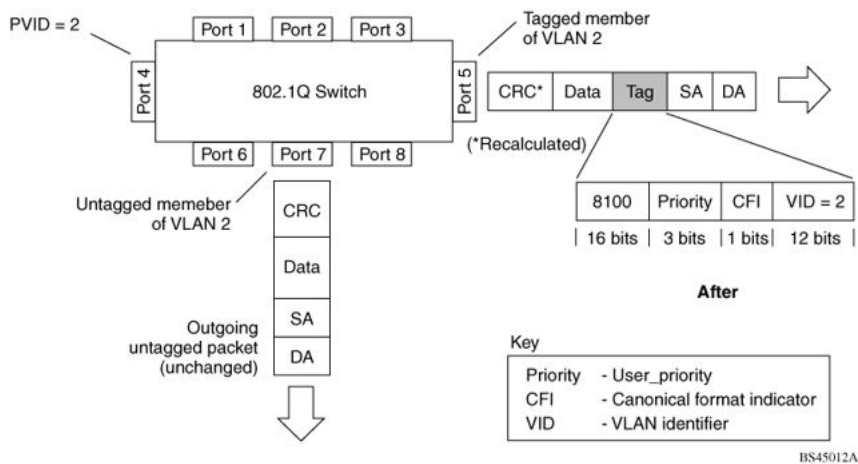 PVID = 2
Port 1
Port 2
Port 3
Tagged member
of VLAN 2
Port 4
802.1Q Switch
Port 5
CRC*
Data
Tag
SA
DA
(*Recalculated)
Port 6
Port 7
Port 8
Untagged memeber
of VLAN 2
CRC
Data
SA
DA
8100
Priority
CFI
VID = 2
16 bits
3 bits
1 bits
12 bits
After
Outgoing
untagged packet
(unchanged)
Key
Priority - User_priority
CFI - Canonical format indicator
VID - VLAN identifier
BS45012A